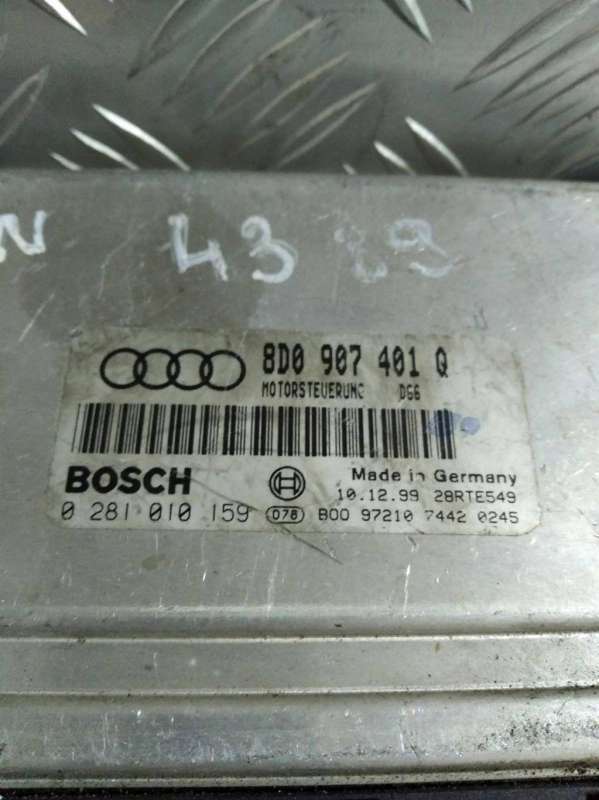 N 4389
8D0 907 401 Q
MOTORSTEUERUNG D66
BOSCH
Made in Germany
10.12.99 28RTE549
0 281 010 159 078 B00 97210 7442 0245